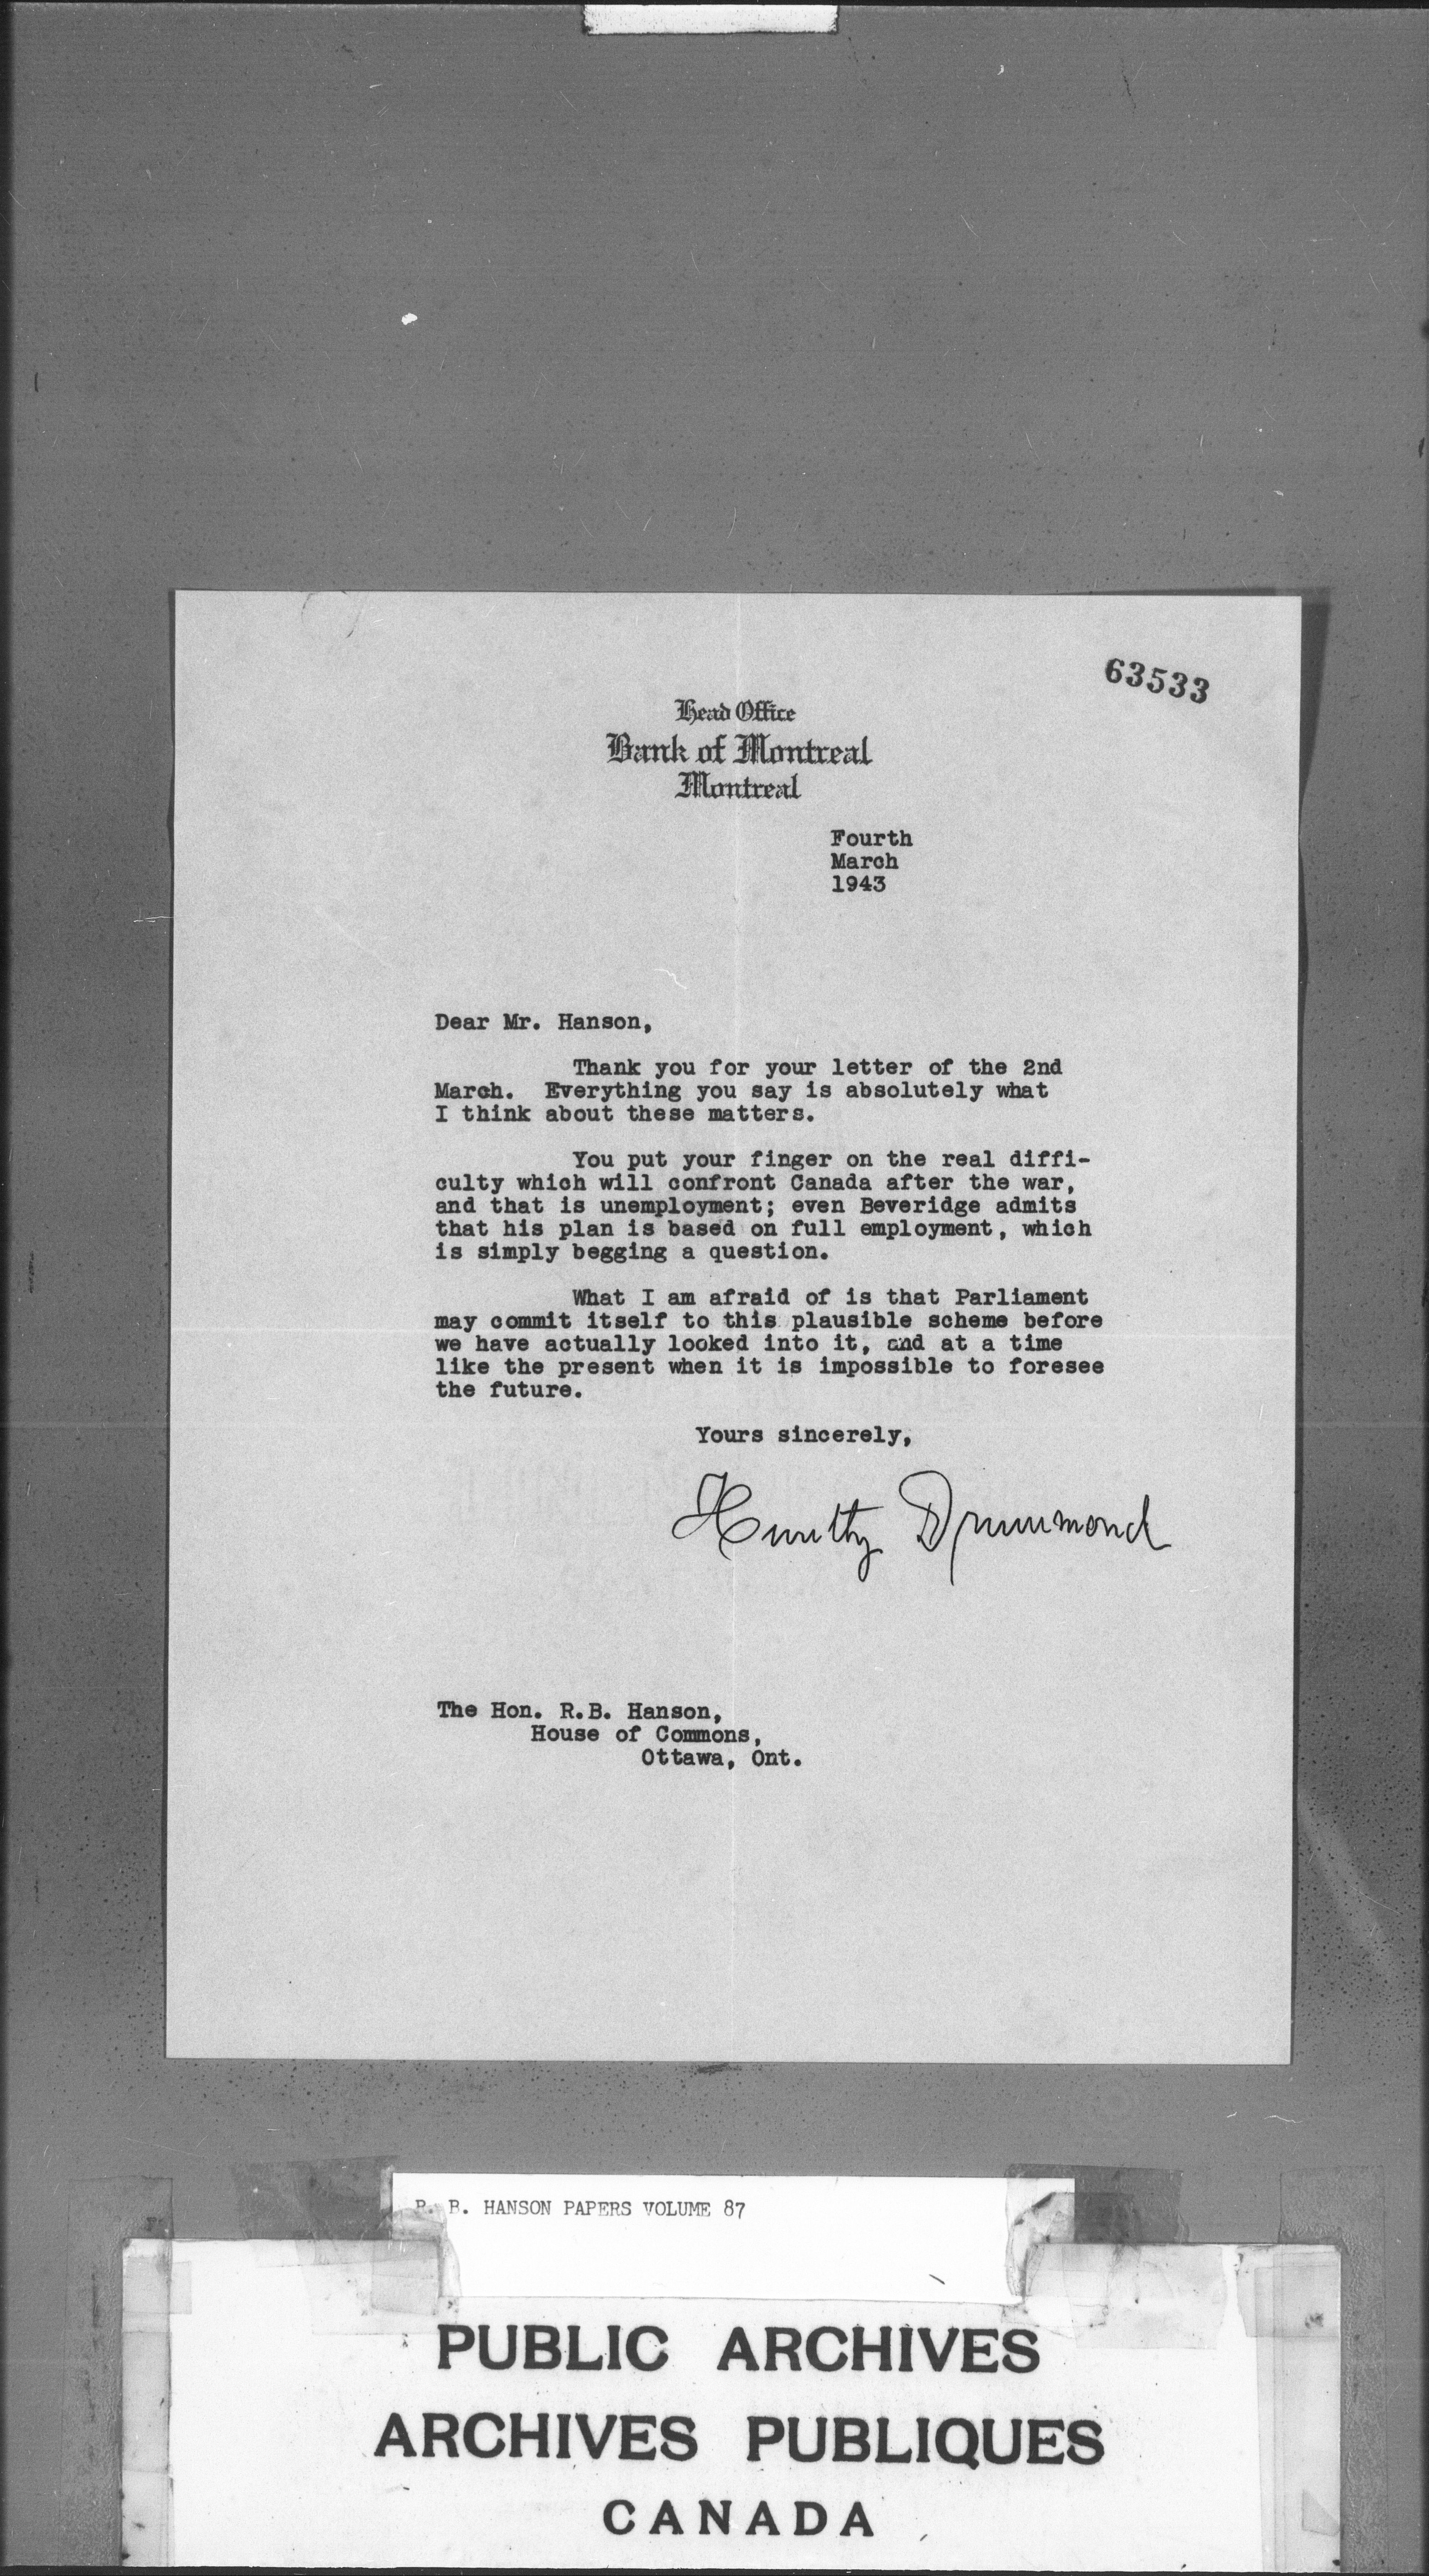 63533
Head Office
Bank of Montreal
Montreal
Fourth
March
1943
Dear Mr. Hanson,
Thank you for your letter of the 2nd
March. Everything you say is absolutely what
I think about these matters.
You put your finger on the real diffi-
culty which will confront Canada after the war,
and that is unemployment; even Beveridge admits
that his plan is based on full employment, which
is simply begging a question.
What I am afraid of is that Parliament
may commit itself to this plausible scheme before
we have actually looked into it, and at a time
like the present when it is impossible to foresee
the future.
Yours sincerely,
Drummond
The Hon. R.B. Hanson,
House of Commons,
Ottawa, Ont.
R. B. HANSON PAPERS VOLUME 87
PUBLIC ARCHIVES
ARCHIVES PUBLIQUES
CANADA